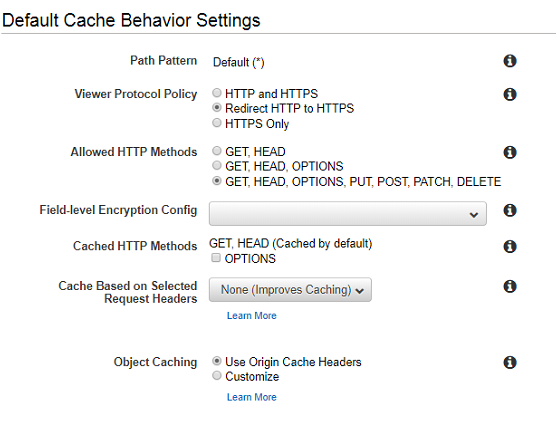 Default Cache Behavior Settings
Path Pattern Default (*)
Viewer Protocol Policy HTTP and HTTPS
Redirect HTTP to HTTPS
HTTPS Only
Allowed HTTP Methods GET, HEAD
GET, HEAD, OPTIONS
GET, HEAD, OPTIONS, PUT, POST, PATCH, DELETE
Field-level Encryption Config
Cached HTTP Methods GET, HEAD (Cached by default)
OPTIONS
Cache Based on Selected None (Improves Caching)
Request Headers
Learn More
Object Caching Use Origin Cache Headers
Customize
Learn More